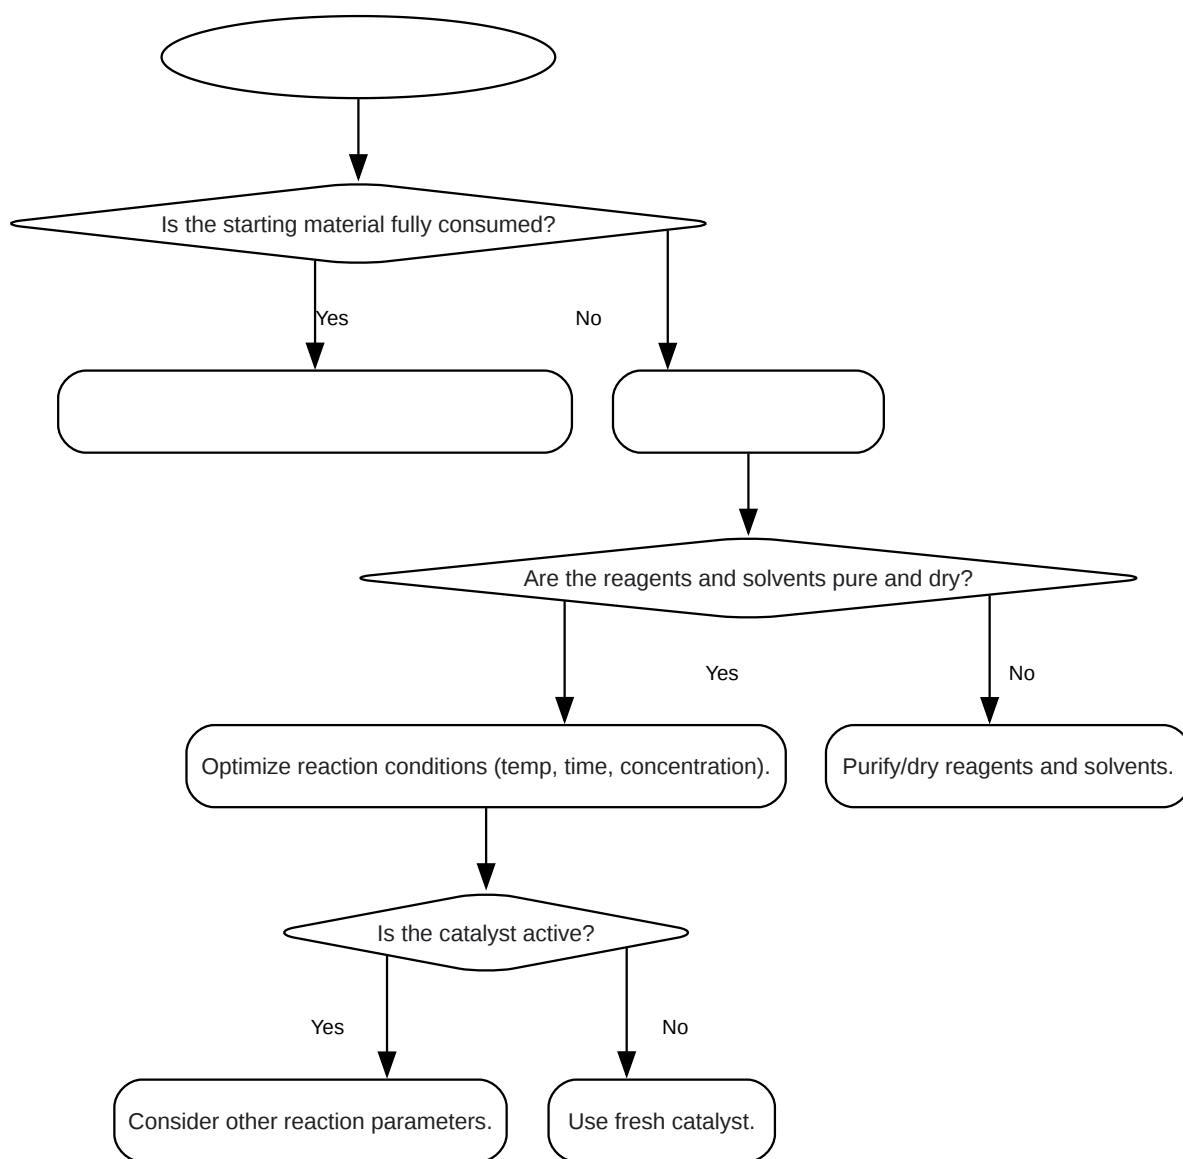 Is the starting material fully consumed?
Yes
No
Are the reagents and solvents pure and dry?
Yes
No
Optimize reaction conditions (temp, time, concentration).
Purify/dry reagents and solvents.
Is the catalyst active?
Yes
No
Consider other reaction parameters.
Use fresh catalyst.